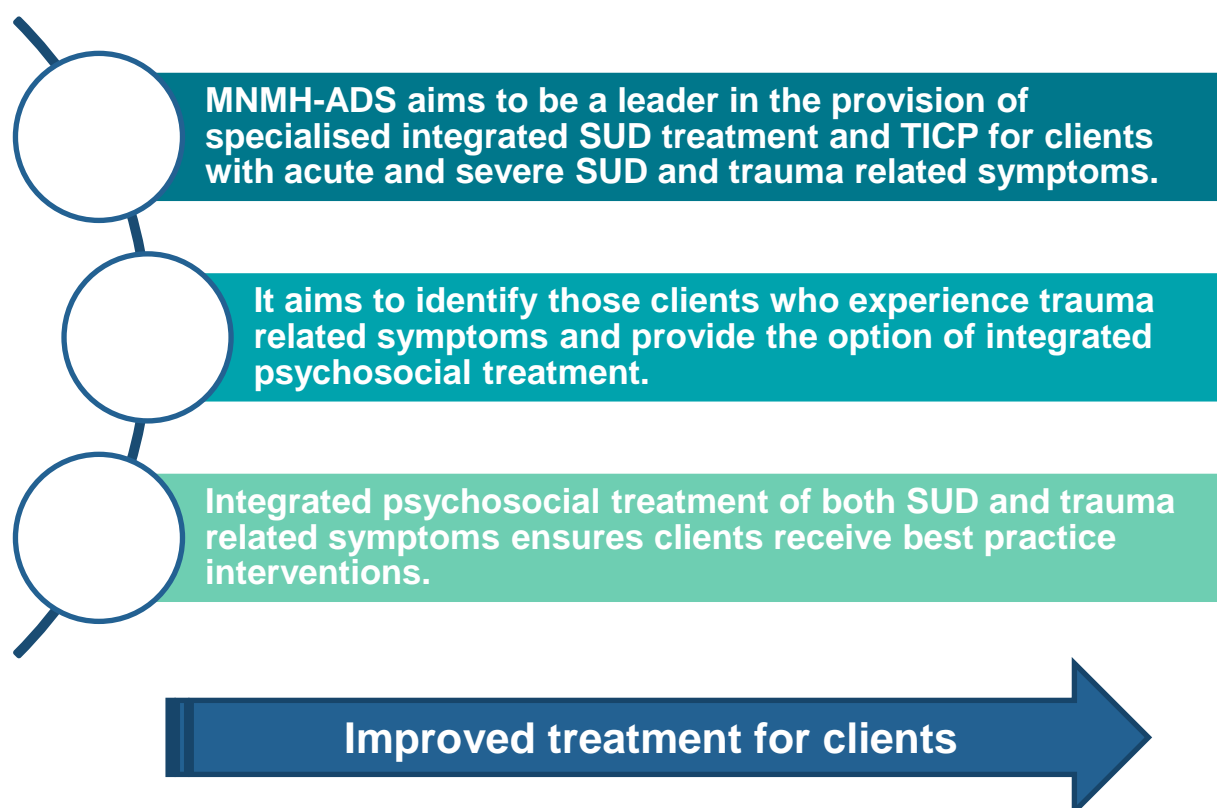 MNMH-ADS aims to be a leader in the provision of
specialised integrated SUD treatment and TICP for clients
with acute and severe SUD and trauma related symptoms.
It aims to identify those clients who experience trauma
related symptoms and provide the option of integrated
psychosocial treatment.
Integrated psychosocial treatment of both SUD and trauma
related symptoms ensures clients receive best practice
interventions.
Improved treatment for clients